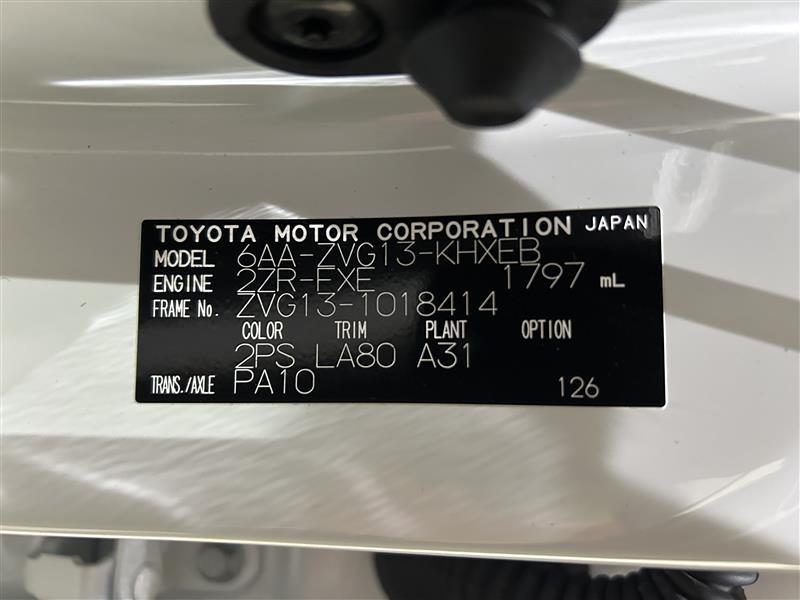 TOYOTA MOTOR CORPORATION JAPAN
MODEL 6AA-ZVG13-KHXEB
ENGINE 2ZR-FXE 1797 mL
FRAME No. ZVG13-1018414
COLOR TRIM PLANT OPTION
2PS LA80 A31
TRANS./AXLE PA10 126